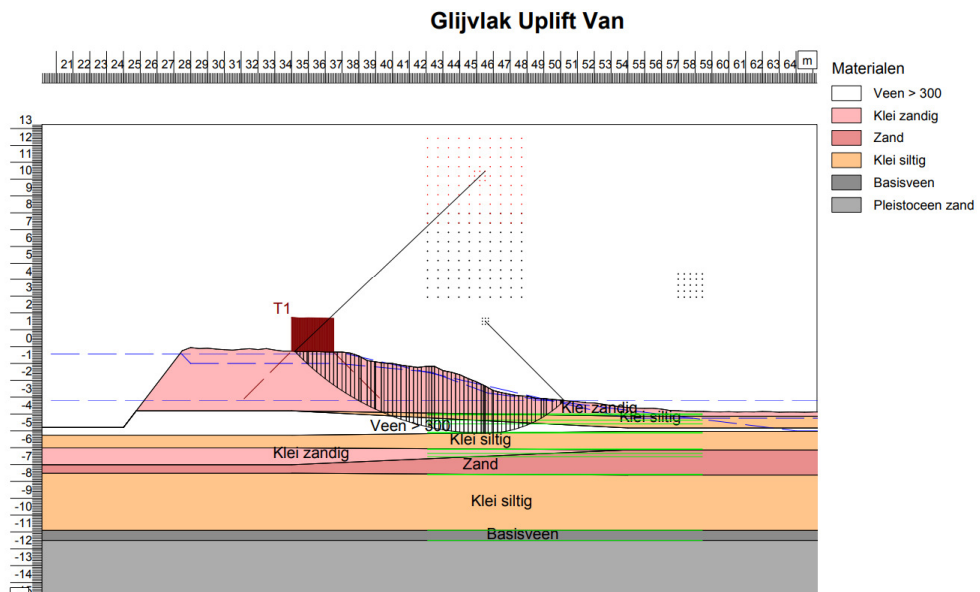 Glijvlak Uplift Van
21 22 23 24 25 26 27 28 29 30 31 32 33 34 35 36 37 38 39 40 41 42 43 44 45 46 47 48 49 50 51 52 53 54 55 56 57 58 59 60 61 62 63 64 m
Materialen
Veen > 300
Klei zandig
Zand
Klei siltig
Basisveen
Pleistoceen zand
13
12
11
10
9
8
7
6
5
4
3
2
1
0
-1
-2
-3
-4
-5
-6
-7
-8
-9
-10
-11
-12
-13
-14
T1
Klei zandig
Klei siltig
Veen > 300
Klei siltig
Klei zandig
Zand
Klei siltig
Basisveen